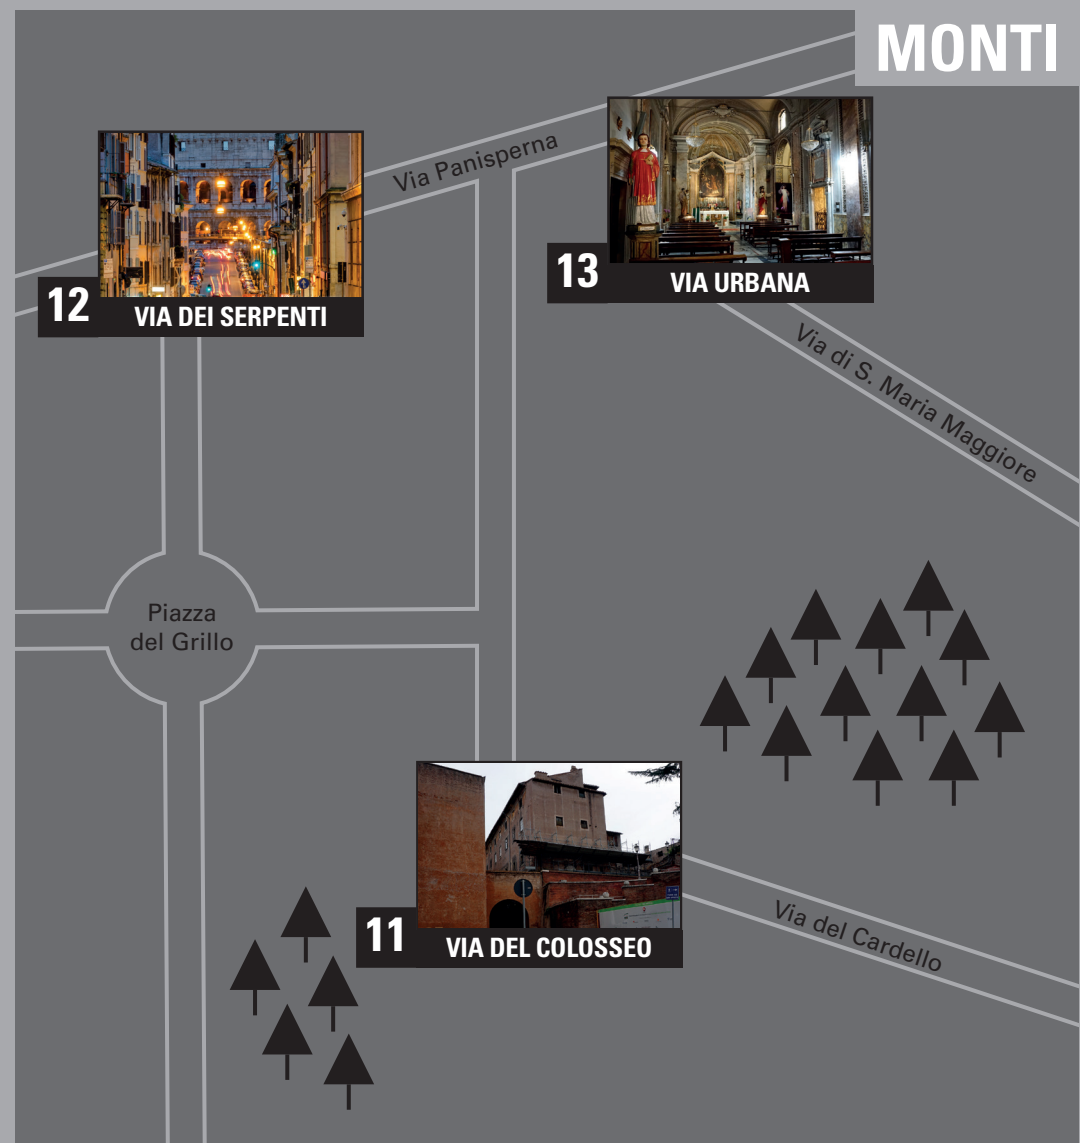 MONTI
Via Panisperna
13
VIA URBANA
12
VIA DEI SERPENTI
Via di S. Maria Maggiore
Piazza
del Grillo
11
VIA DEL COLOSSEO
Via del Cardello